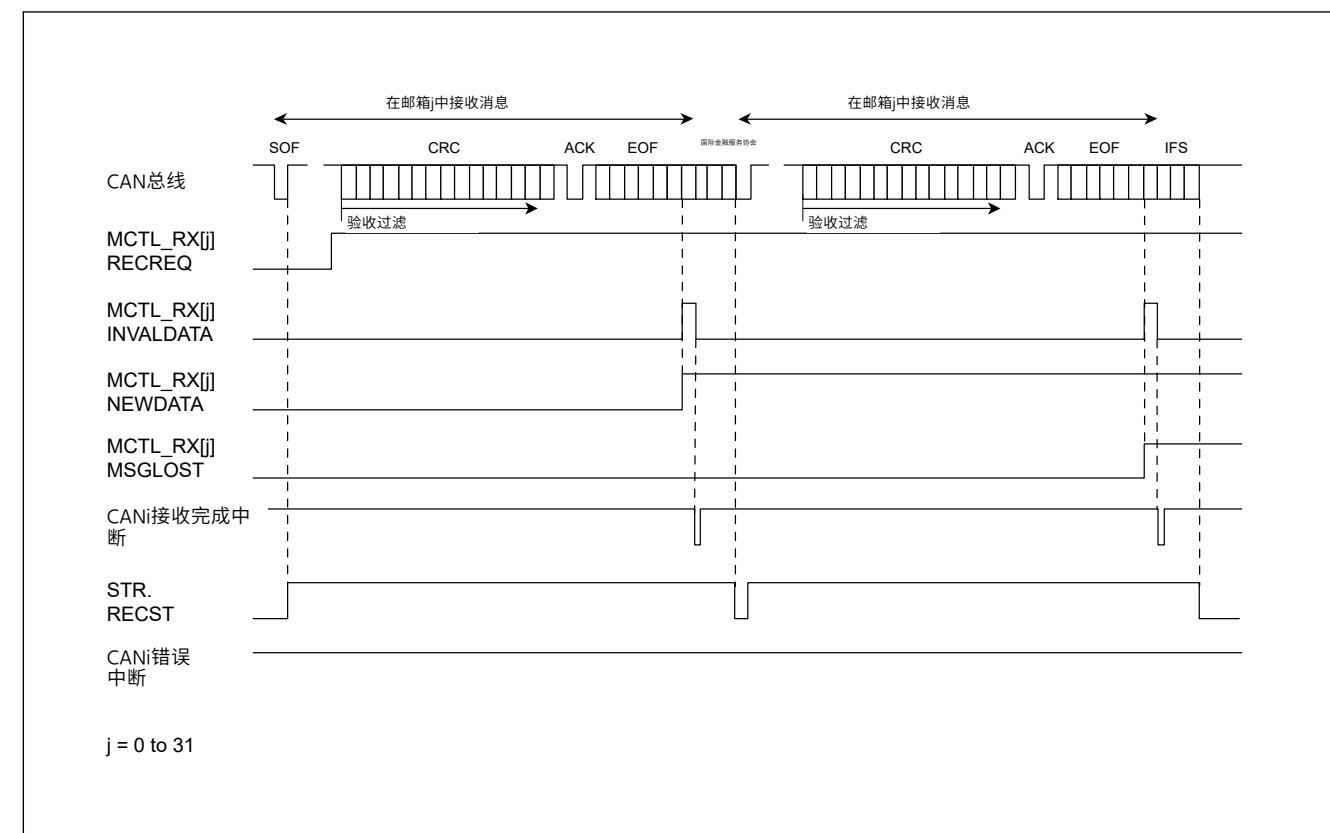 在邮箱j中接收消息 在邮箱j中接收消息
SOF CRC ACK EOF 国际金融服务协会 CRC ACK EOF IFS
CAN总线
验收过滤 验收过滤
MCTL_RX[j]
RECREQ
MCTL_RX[j]
INVALDATA
MCTL_RX[j]
NEWDATA
MCTL_RX[j]
MSGLOST
CANi接收完成中
断
STR.
RECST
CANi错误
中断
j = 0 to 31